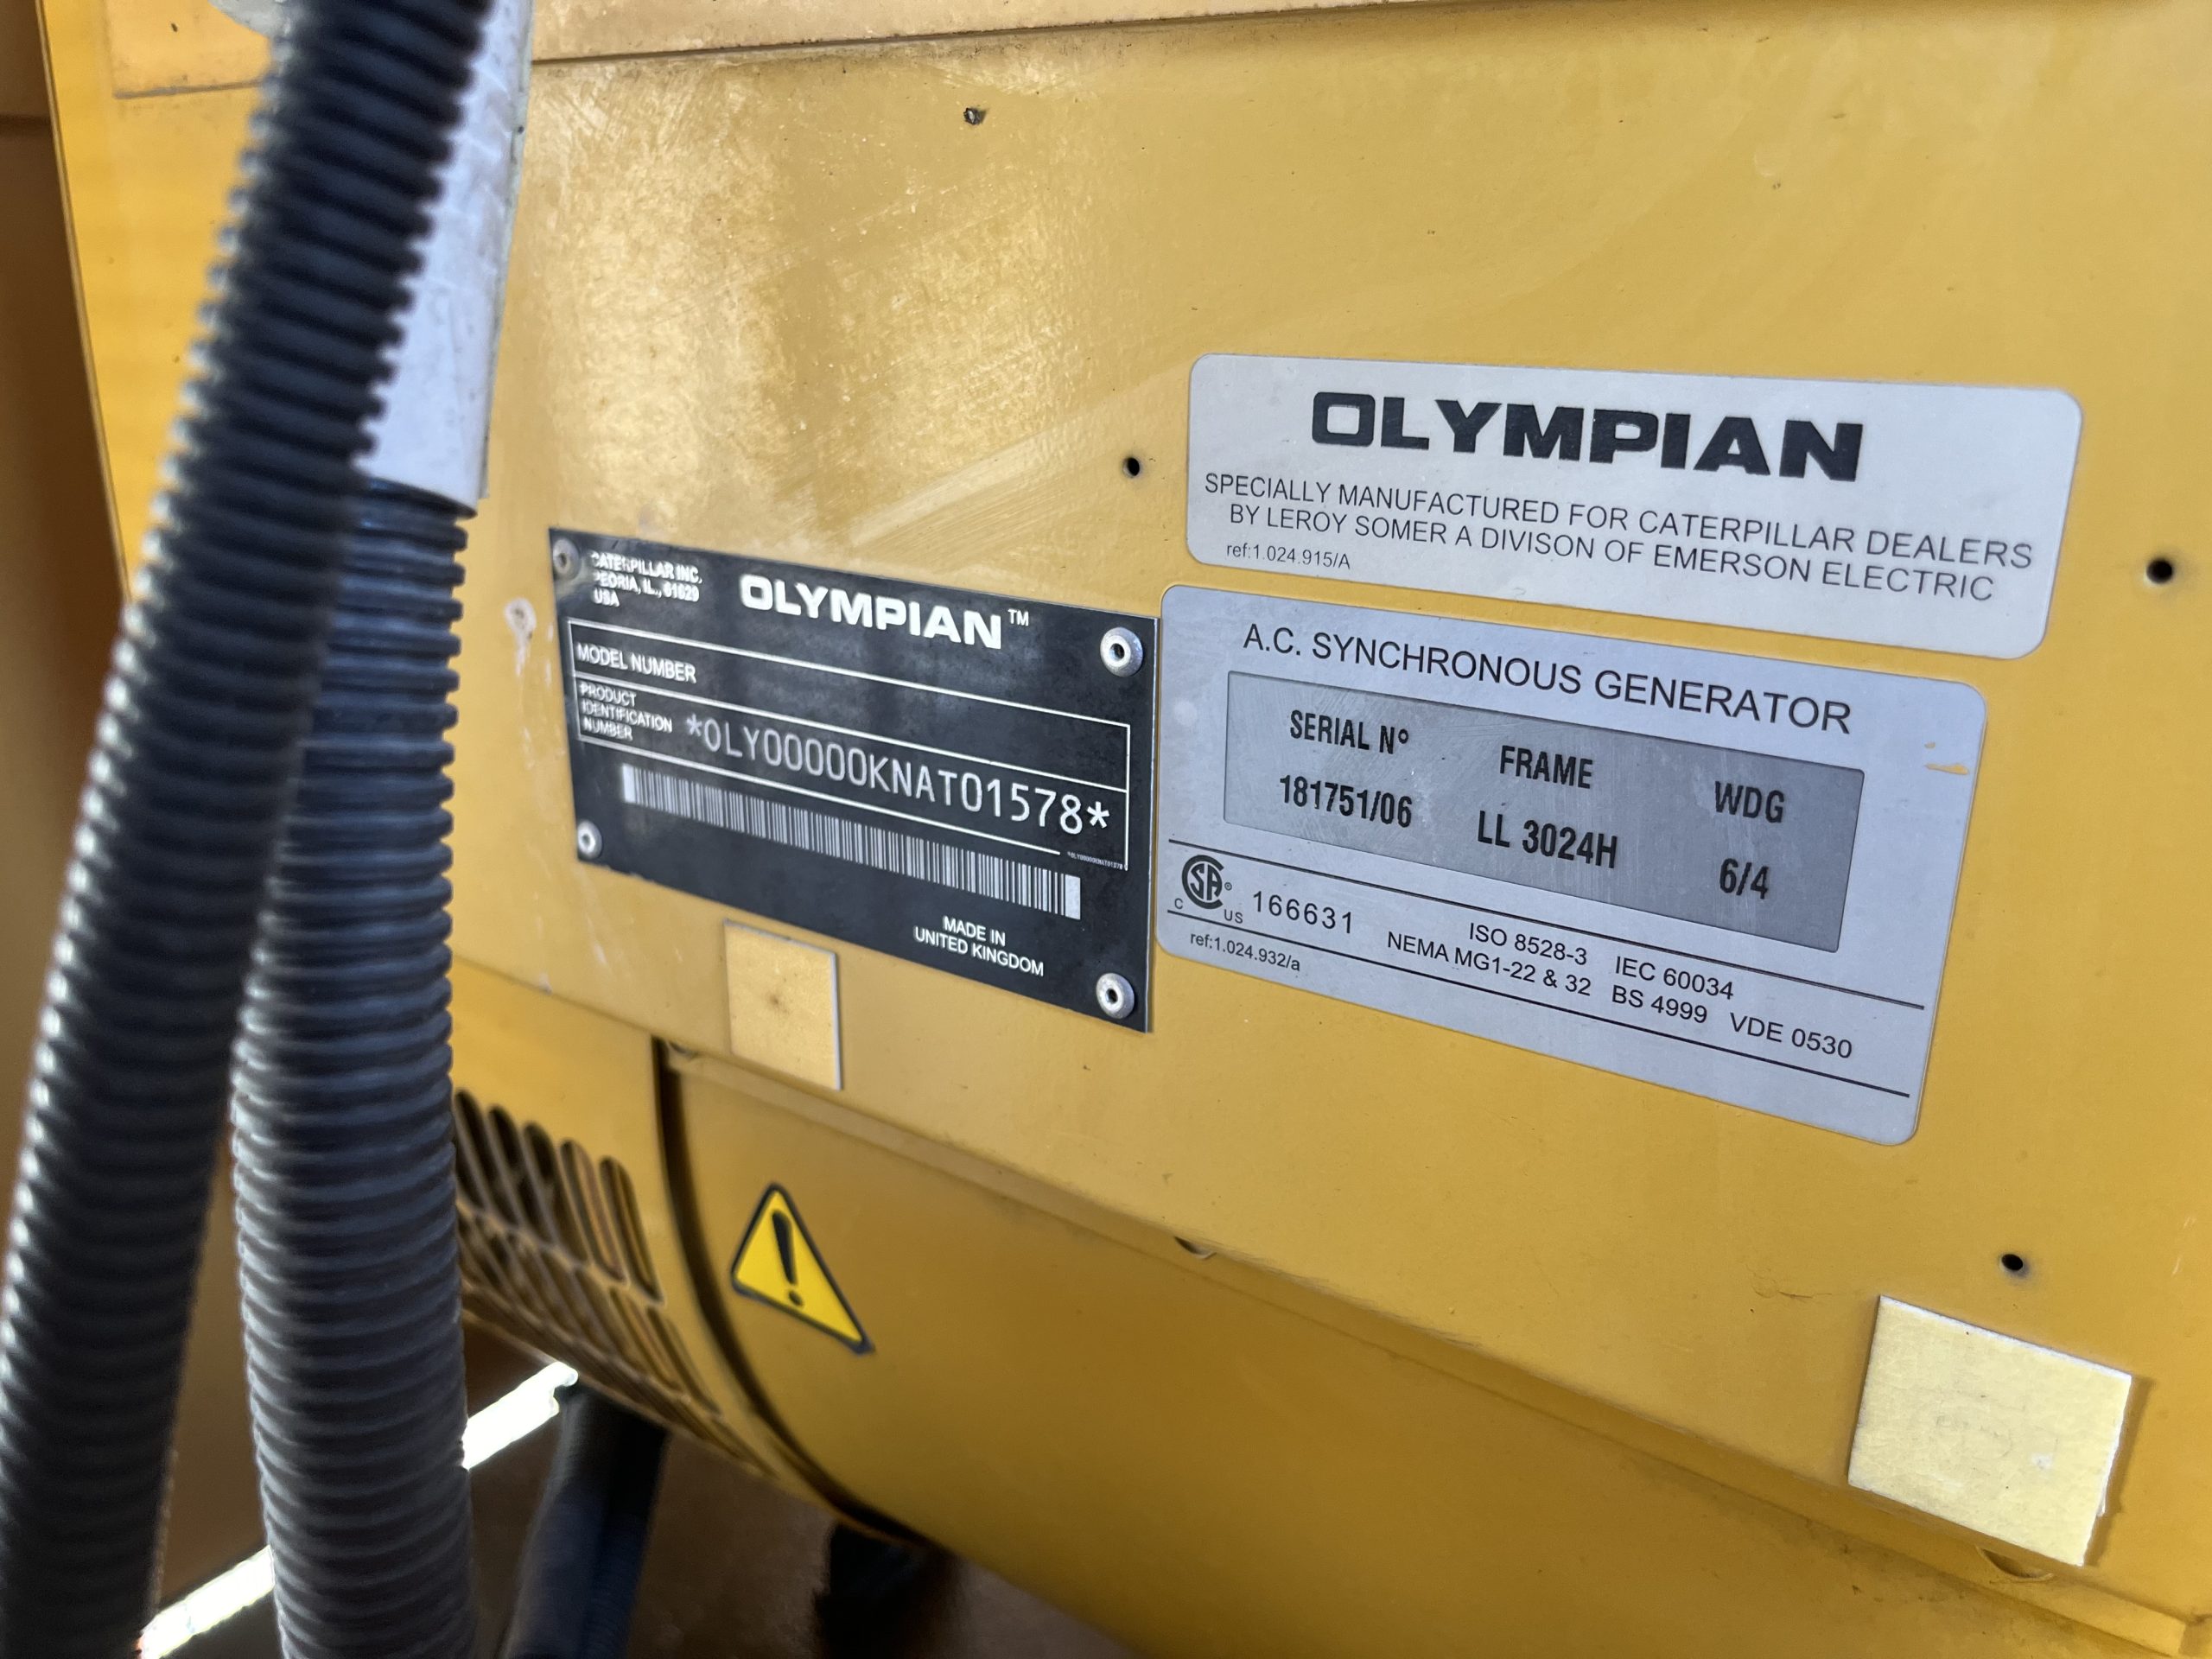 CATERPILLAR INC.
PEORIA, IL., 61629
USA
OLYMPIAN™
MODEL NUMBER
PRODUCT
IDENTIFICATION
NUMBER
*OLY00000KNAT01578*
MADE IN
UNITED KINGDOM
OLYMPIAN
SPECIALLY MANUFACTURED FOR CATERPILLAR DEALERS
BY LEROY SOMER A DIVISON OF EMERSON ELECTRIC
ref:1.024.915/A
A.C. SYNCHRONOUS GENERATOR
SERIAL N° FRAME WDG
181751/06 LL 3024H 6/4
C SA® US 166631
ISO 8528-3 IEC 60034
NEMA MG1-22 & 32 BS 4999 VDE 0530
ref:1.024.932/a